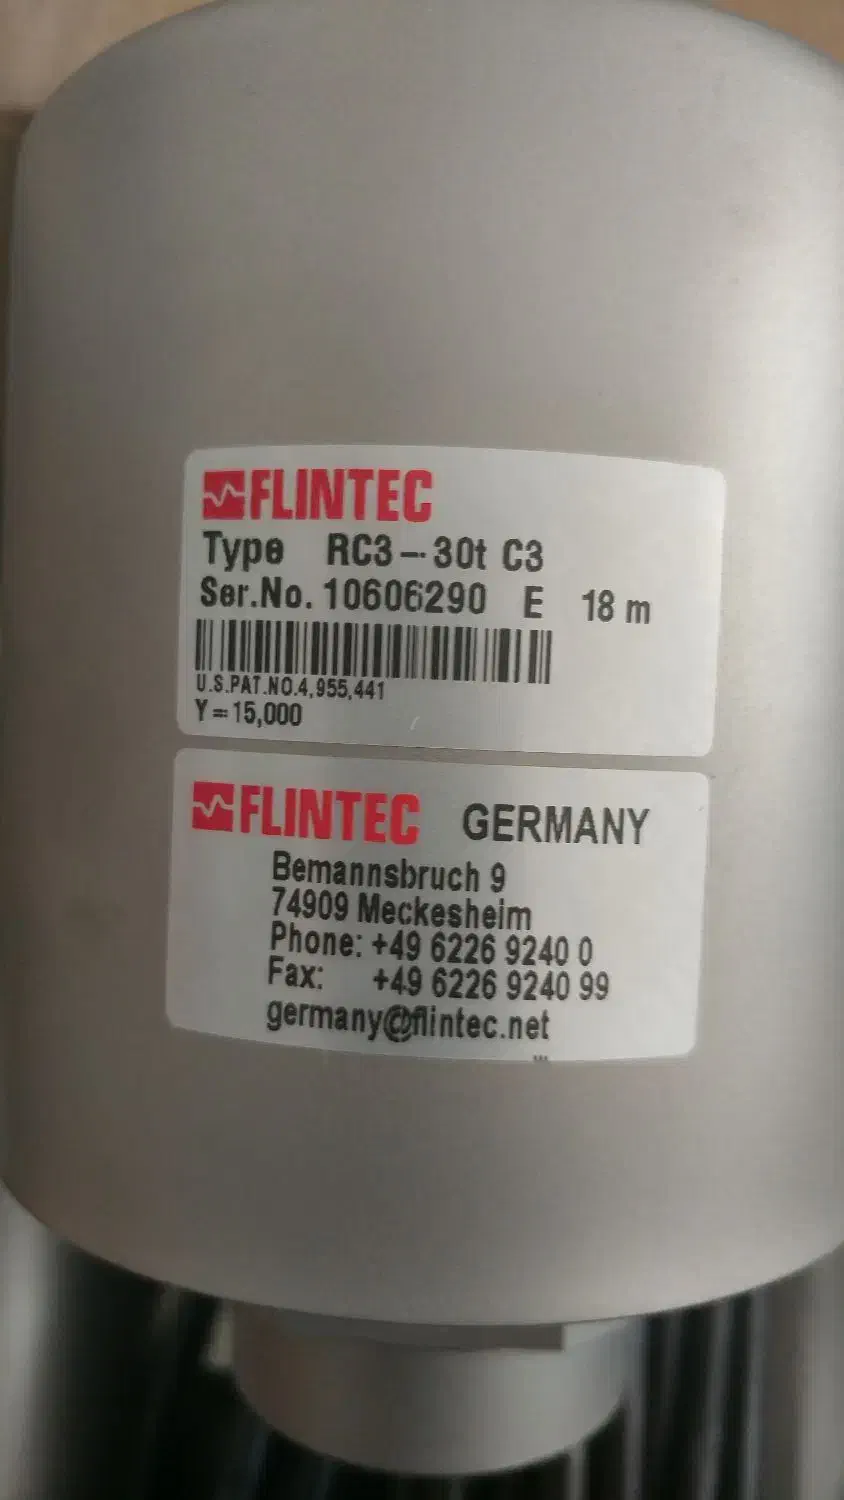 FLINTEC
Type RC3-30t C3
Ser.No. 10606290 E 18 m
U.S.PAT.NO.4,955,441
Y=15,000
FLINTEC GERMANY
Bemannsbruch 9
74909 Meckesheim
Phone: +49 6226 9240 0
Fax: +49 6226 9240 99
germany@flintec.net